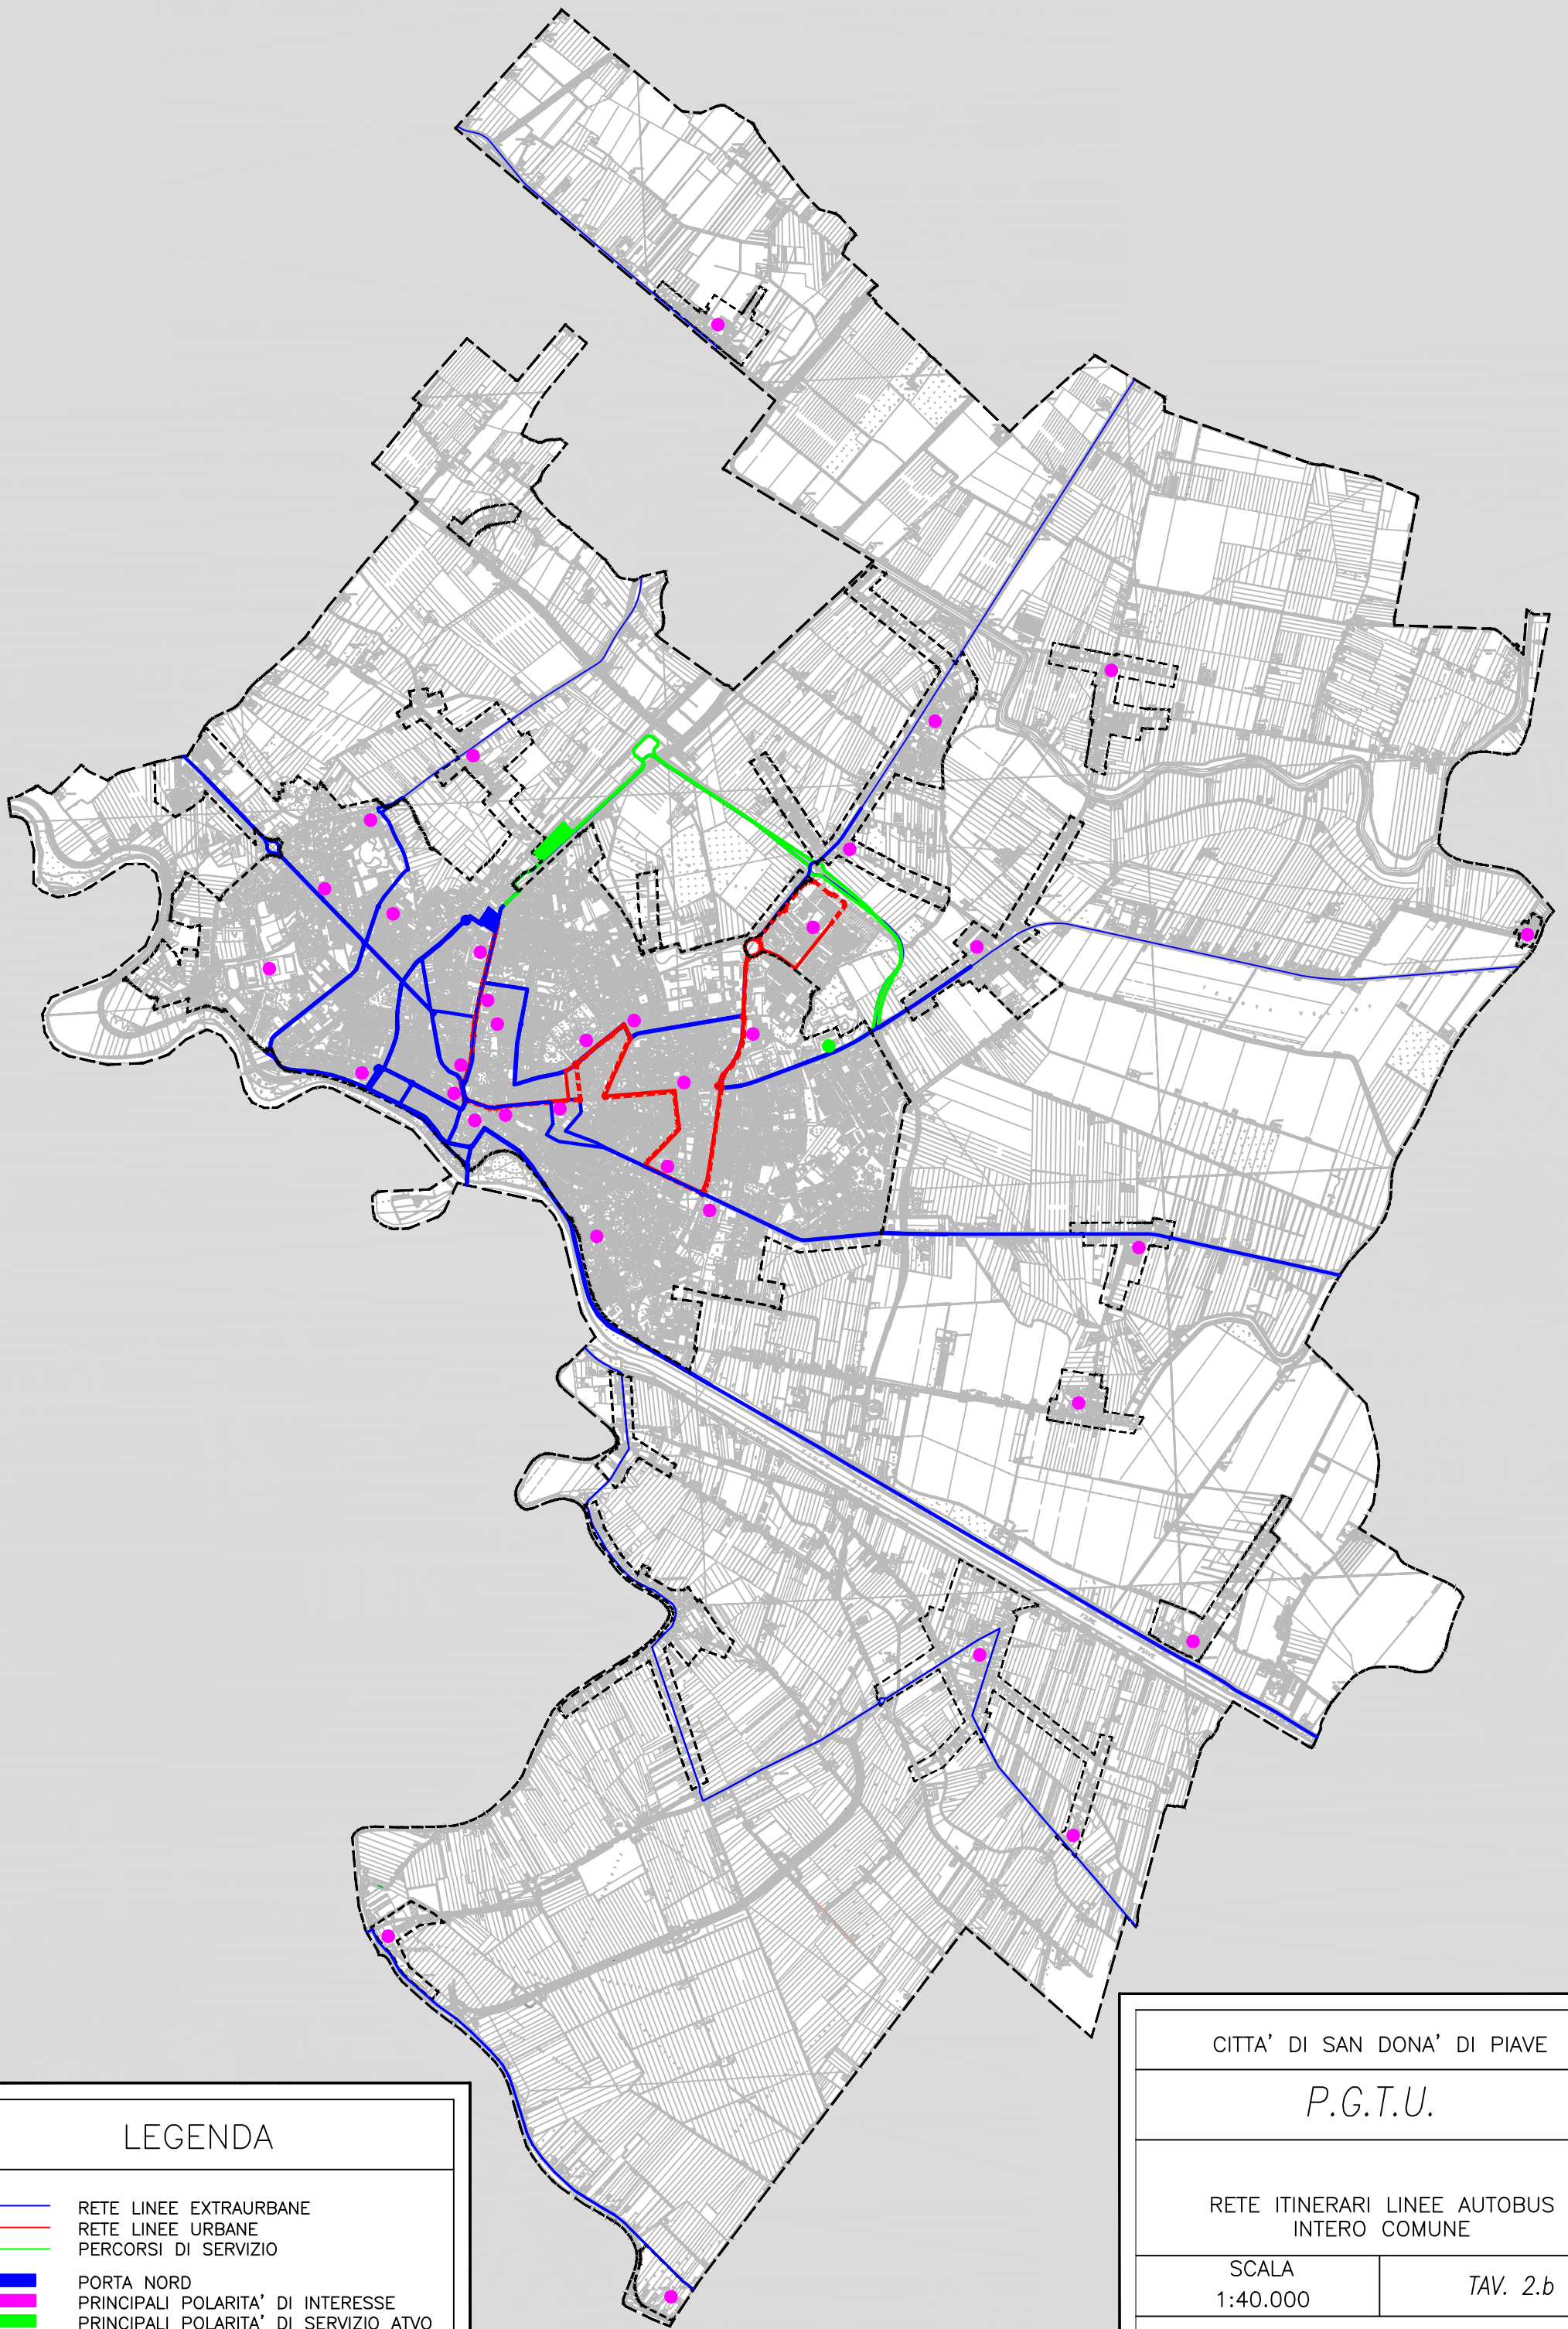 LEGENDA
RETE LINEE EXTRAURBANE
RETE LINEE URBANE
PERCORSI DI SERVIZIO
PORTA NORD
PRINCIPALI POLARITA' DI INTERESSE
PRINCIPALI POLARITA' DI SERVIZIO ATVO
CITTA' DI SAN DONA' DI PIAVE
P.G.T.U.
RETE ITINERARI LINEE AUTOBUS
INTERO COMUNE
SCALA
1:40.000
TAV. 2.b